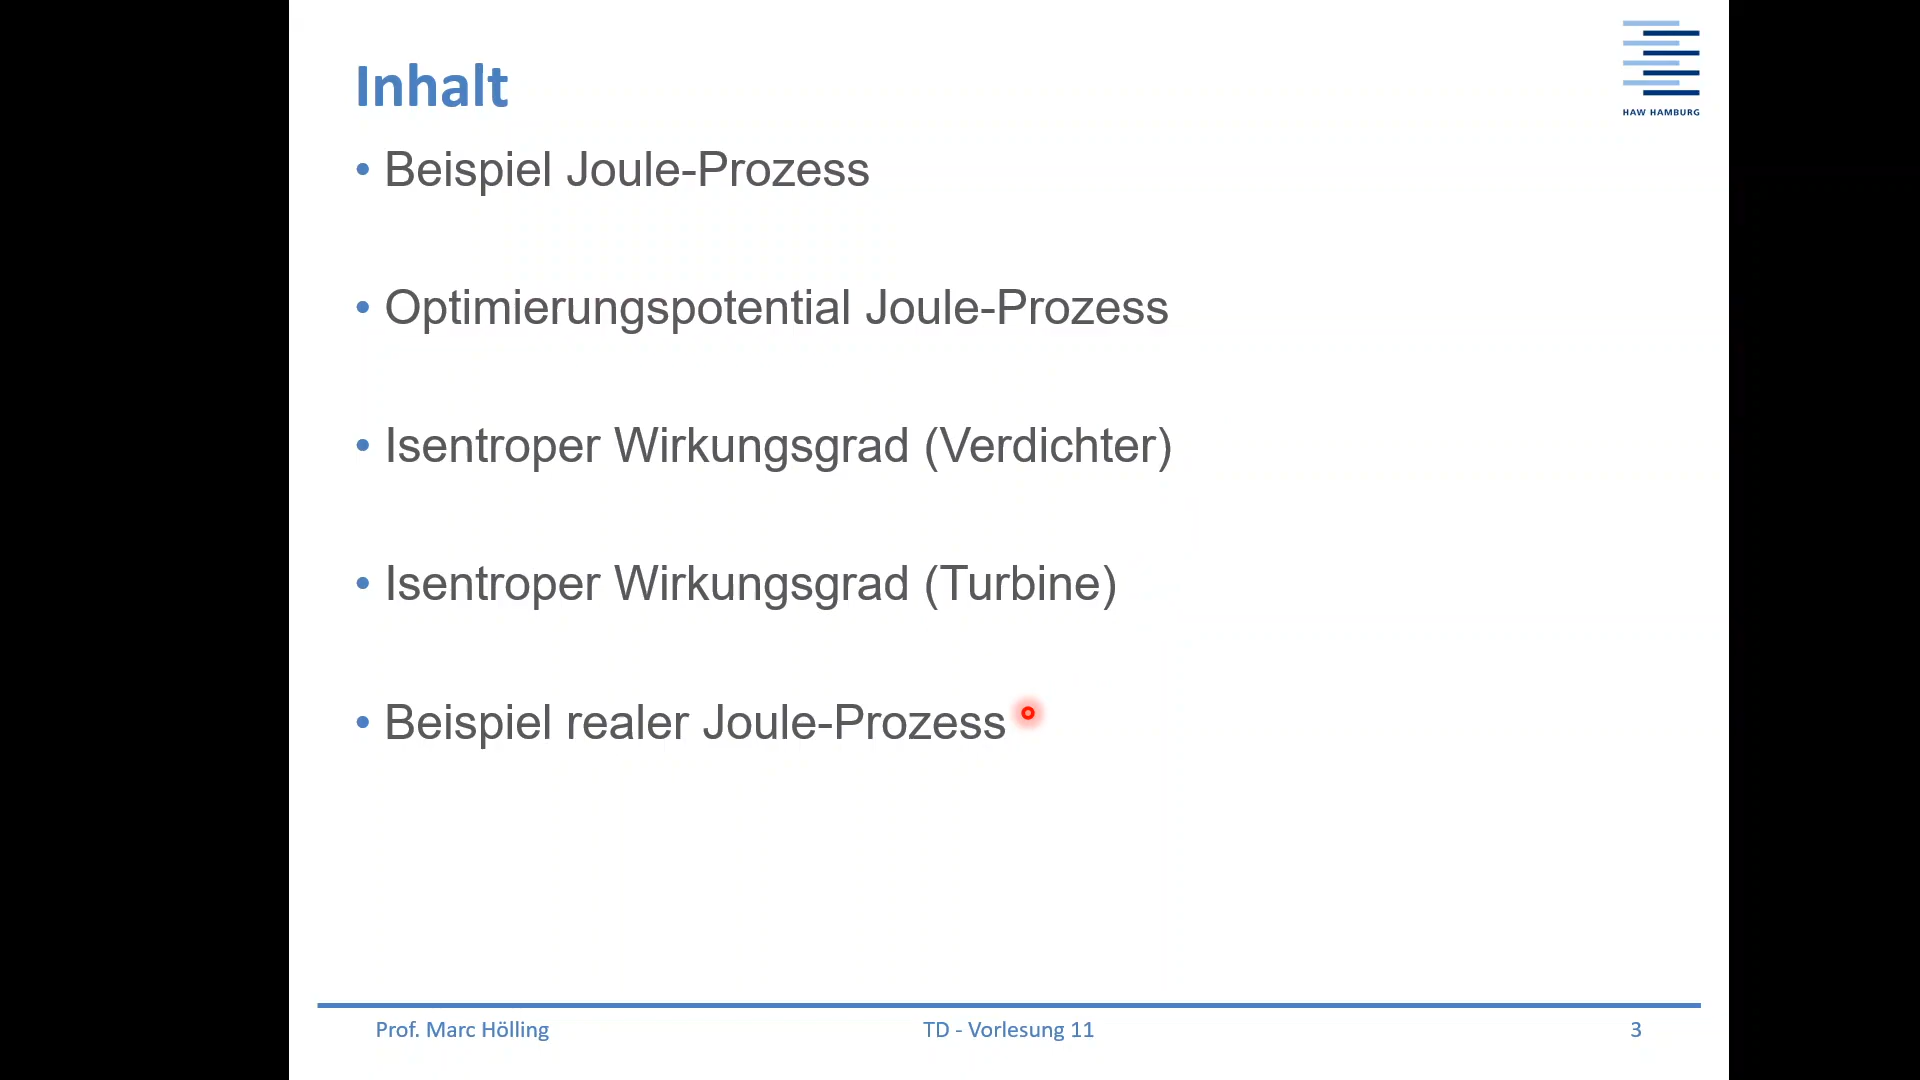 Inhalt
HAW HAMBURG
• Beispiel Joule-Prozess
• Optimierungspotential Joule-Prozess
• Isentroper Wirkungsgrad (Verdichter)
• Isentroper Wirkungsgrad (Turbine)
• Beispiel realer Joule-Prozess
Prof. Marc Hölling
TD - Vorlesung 11
3